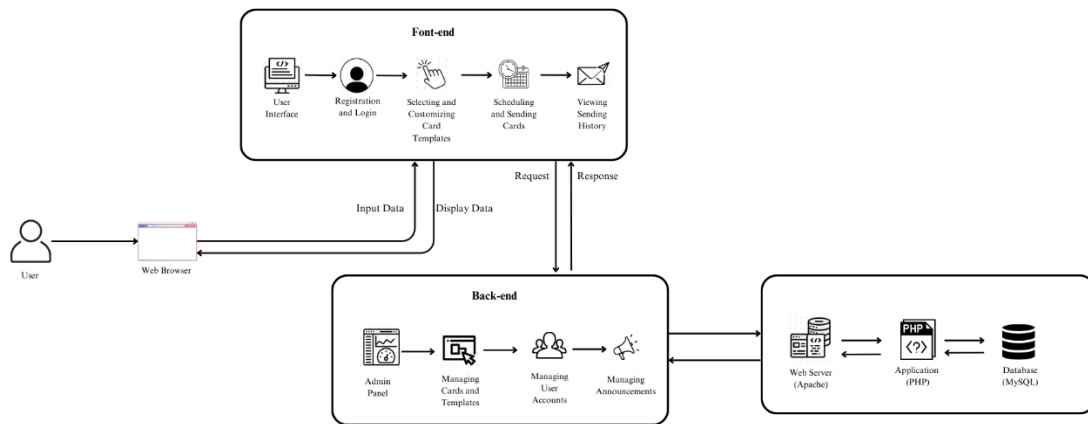 Font-end
User
Interface
Registration
and Login
Selecting and
Customizing
Card
Templates
Scheduling
and Sending
Cards
Viewing
Sending
History
Input Data
Display Data
Request
Response
User
Web Browser
Back-end
Admin
Panel
Managing
Cards and
Templates
Managing
User
Accounts
Managing
Announcements
PHP
<?>
Web Server
(Apache)
Application
(PHP)
Database
(MySQL)